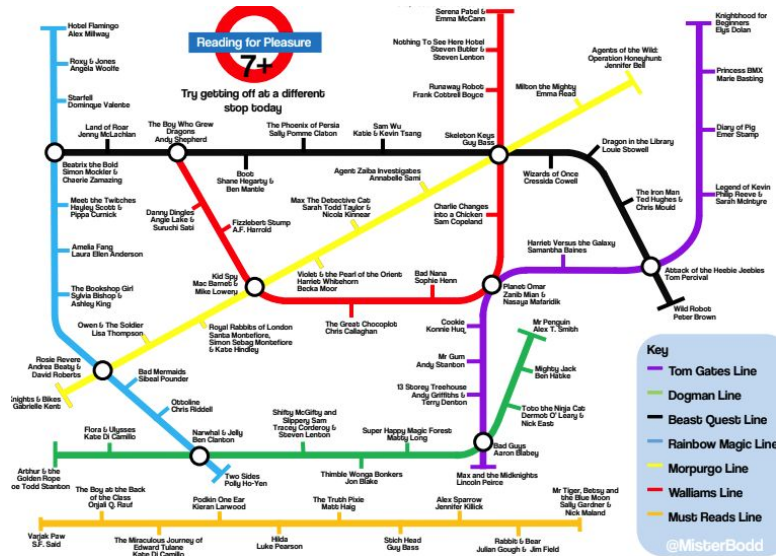 Hotel Flamingo
Alex Millway
Roxy & Jones
Angela Woolfe
Starfell
Dominque Valente
Land of Roar
Jenny McLachlan
The Boy Who Grew
Dragons
Andy Shepherd
Reading for Pleasure
7+
Try getting off at a different
stop today
The Phoenix of Persia
Sally Pomme Claton
Sam Wu
Katie & Kevin Tsang
Serena Patel &
Emma McCann
Nothing To See Here Hotel
Steven Butler &
Steven Lenton
Runaway Robot
Frank Cottrell Boyce
Skeleton Keys
Guy Bass
Milton the Mighty
Emma Read
Agents of the Wild:
Operation Honeyhunt
Jennifer Bell
Knighthood for
Beginners
Elys Dolan
Princess BMX
Marie Basting
Diary of Pig
Emer Stamp
Legend of Kevin
Philip Reeve &
Sarah McIntyre
Dragon in the Library
Louie Stowell
Wizards of Once
Cressida Cowell
The Iron Man
Ted Hughes &
Chris Mould
Attack of the Heebie Jeebies
Tom Percival
Wild Robot
Peter Brown
Beatrix the Bold
Simon Mockler &
Chaerie Zamazing
Meet the Twitches
Hayley Scott &
Pippa Curnick
Amelia Fang
Laura Ellen Anderson
The Bookshop Girl
Sylvia Bishop &
Ashley King
Boot
Shane Hegarty &
Ben Mantle
Danny Dingles
Angie Lake &
Suruchi Sati
Fizzlebert Stump
A.F. Harrold
Agent Zaiba Investigates
Annabelle Sami
Max The Detective Cat
Sarah Todd Taylor &
Nicola Kinnear
Charlie Changes
into a Chicken
Sam Copeland
Kid Spy
Mac Barnett &
Mike Lowery
Violet & the Pearl of the Orient
Harriet Whitehorn
Becka Moor
Bad Nana
Sophie Henn
The Great Chocoplot
Chris Callaghan
Harriet Versus the Galaxy
Samantha Baines
Planet Omar
Zanib Mian &
Nasaya Mafaridik
Owen & The Soldier
Lisa Thompson
Royal Rabbits of London
Santa Montefiore,
Simon Sebag Montefiore
& Kate Hindley
Rosie Revere
Andrea Beaty &
David Roberts
Knights & Bikes
Gabrielle Kent
Bad Mermaids
Sibeal Pounder
Ottoline
Chris Riddell
Cookie
Konnie Huq
Mr Gum
Andy Stanton
13 Storey Treehouse
Andy Griffiths &
Terry Denton
Mr Penguin
Alex T. Smith
Mighty Jack
Ben Hatke
Toto the Ninja Cat
Dermot O' Leary &
Nick East
Flora & Ulysses
Kate Di Camillo
Narwhal & Jelly
Ben Clanton
Shifty McGifty and
Slippery Sam
Tracey Corderoy &
Steven Lenton
Super Happy Magic Forest
Matty Long
Bad Guys
Aaron Blabey
Arthur & the
Golden Rope
oe Todd Stanton
Two Sides
Polly Ho-Yen
Thimble Wonga Bonkers
Jon Blake
Max and the Midknights
Lincoln Peirce
The Boy at the Back
of the Class
Onjali Q. Rauf
Podkin One Ear
Kieran Larwood
The Truth Pixie
Matt Haig
Alex Sparrow
Jennifer Killick
Mr Tiger, Betsy and
the Blue Moon
Sally Gardner &
Nick Maland
Varjak Paw
S.F. Said
The Miraculous Journey of
Edward Tulane
Kate Di Camillo
Hilda
Luke Pearson
Stich Head
Guy Bass
Rabbit & Bear
Julian Gough & Jim Field
Key
Tom Gates Line
Dogman Line
Beast Quest Line
Rainbow Magic Line
Morpurgo Line
Walliams Line
Must Reads Line
@MisterBodd